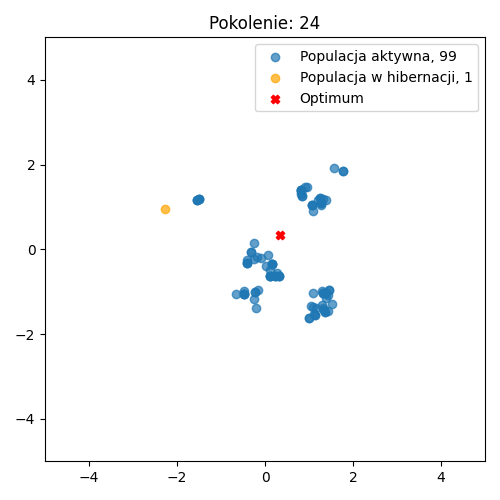 Pokolenie: 24
Populacja aktywna, 99
Populacja w hibernacji, 1
Optimum
4
2
0
−2
−4
−4
−2
0
2
4